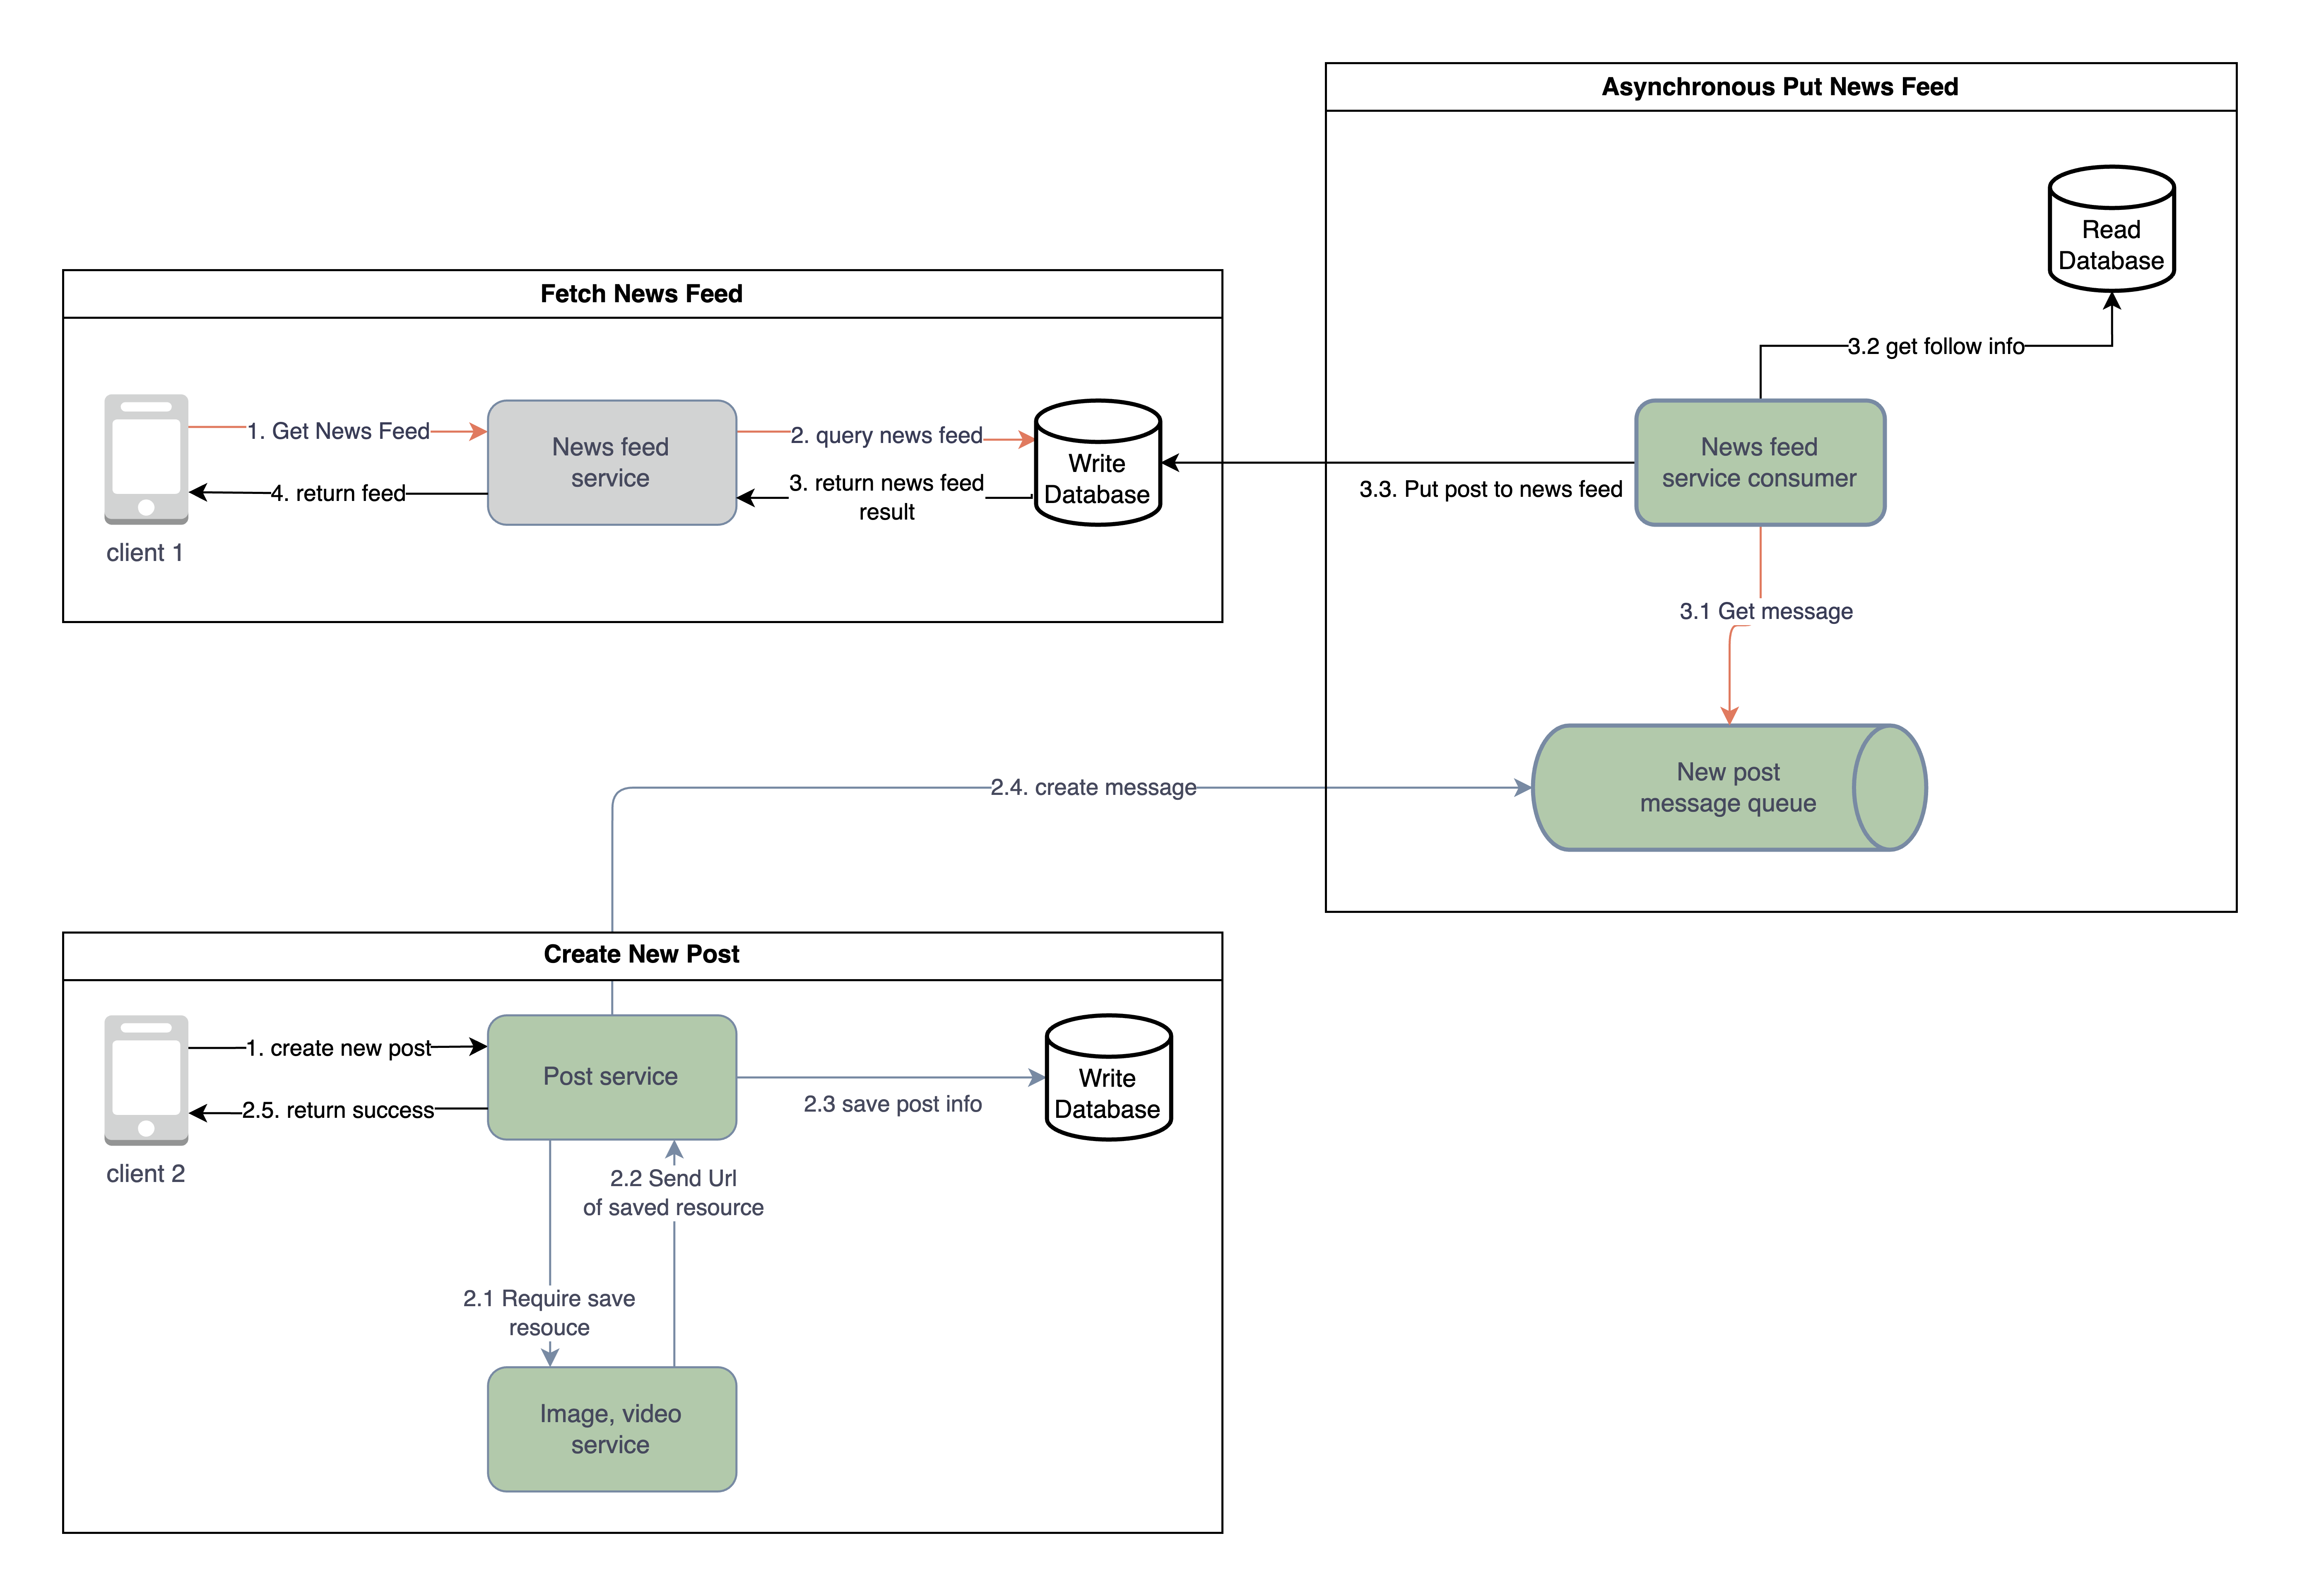 Asynchronous Put News Feed
Read
Database
3.2 get follow info
News feed
service consumer
3.3. Put post to news feed
3.1 Get message
New post
message queue
Fetch News Feed
1. Get News Feed
News feed
service
2. query news feed
Write
Database
3. return news feed
result
4. return feed
client 1
2.4. create message
Create New Post
1. create new post
Post service
Write
Database
2.3 save post info
2.5. return success
client 2
2.2 Send Url
of saved resource
2.1 Require save
resouce
Image, video
service